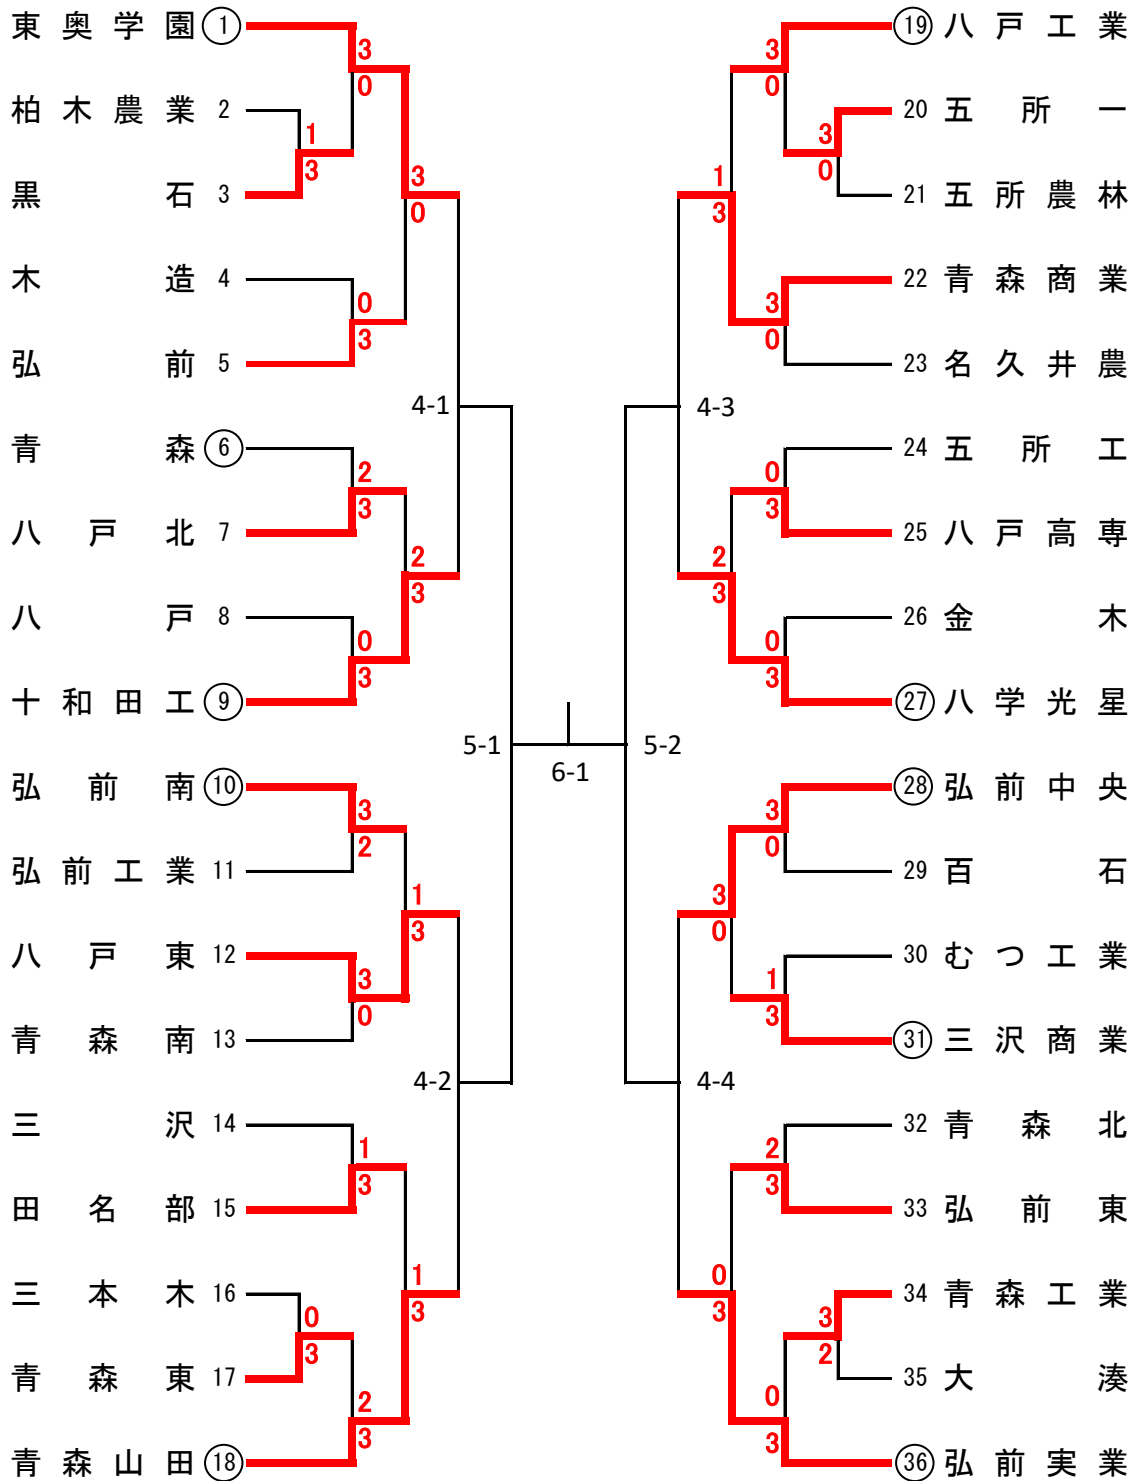 東奥学園 ①
柏木農業 2
黒石 3
木造 4
弘前 5
青森 ⑥
八戸北 7
八戸 8
十和田工 ⑨
弘前南 ⑩
弘前工業 11
八戸東 12
青森南 13
三沢 14
田名部 15
三本木 16
青森東 17
青森山田 ⑱
3
0
1
3
3
0
0
3
4-1
2
3
2
3
0
3
5-1
3
2
1
3
3
0
4-2
1
3
1
3
0
3
2
3
6-1
3
0
3
0
1
3
3
0
4-3
0
3
2
3
0
3
5-2
3
0
3
0
1
3
4-4
2
3
0
3
3
2
0
3
⑲ 八戸工業
20 五所一
21 五所農林
22 青森商業
23 名久井農
24 五所工
25 八戸高専
26 金木
㉗ 八学光星
㉘ 弘前中央
29 百石
30 むつ工業
㉛ 三沢商業
32 青森北
33 弘前東
34 青森工業
35 大湊
㊱ 弘前実業